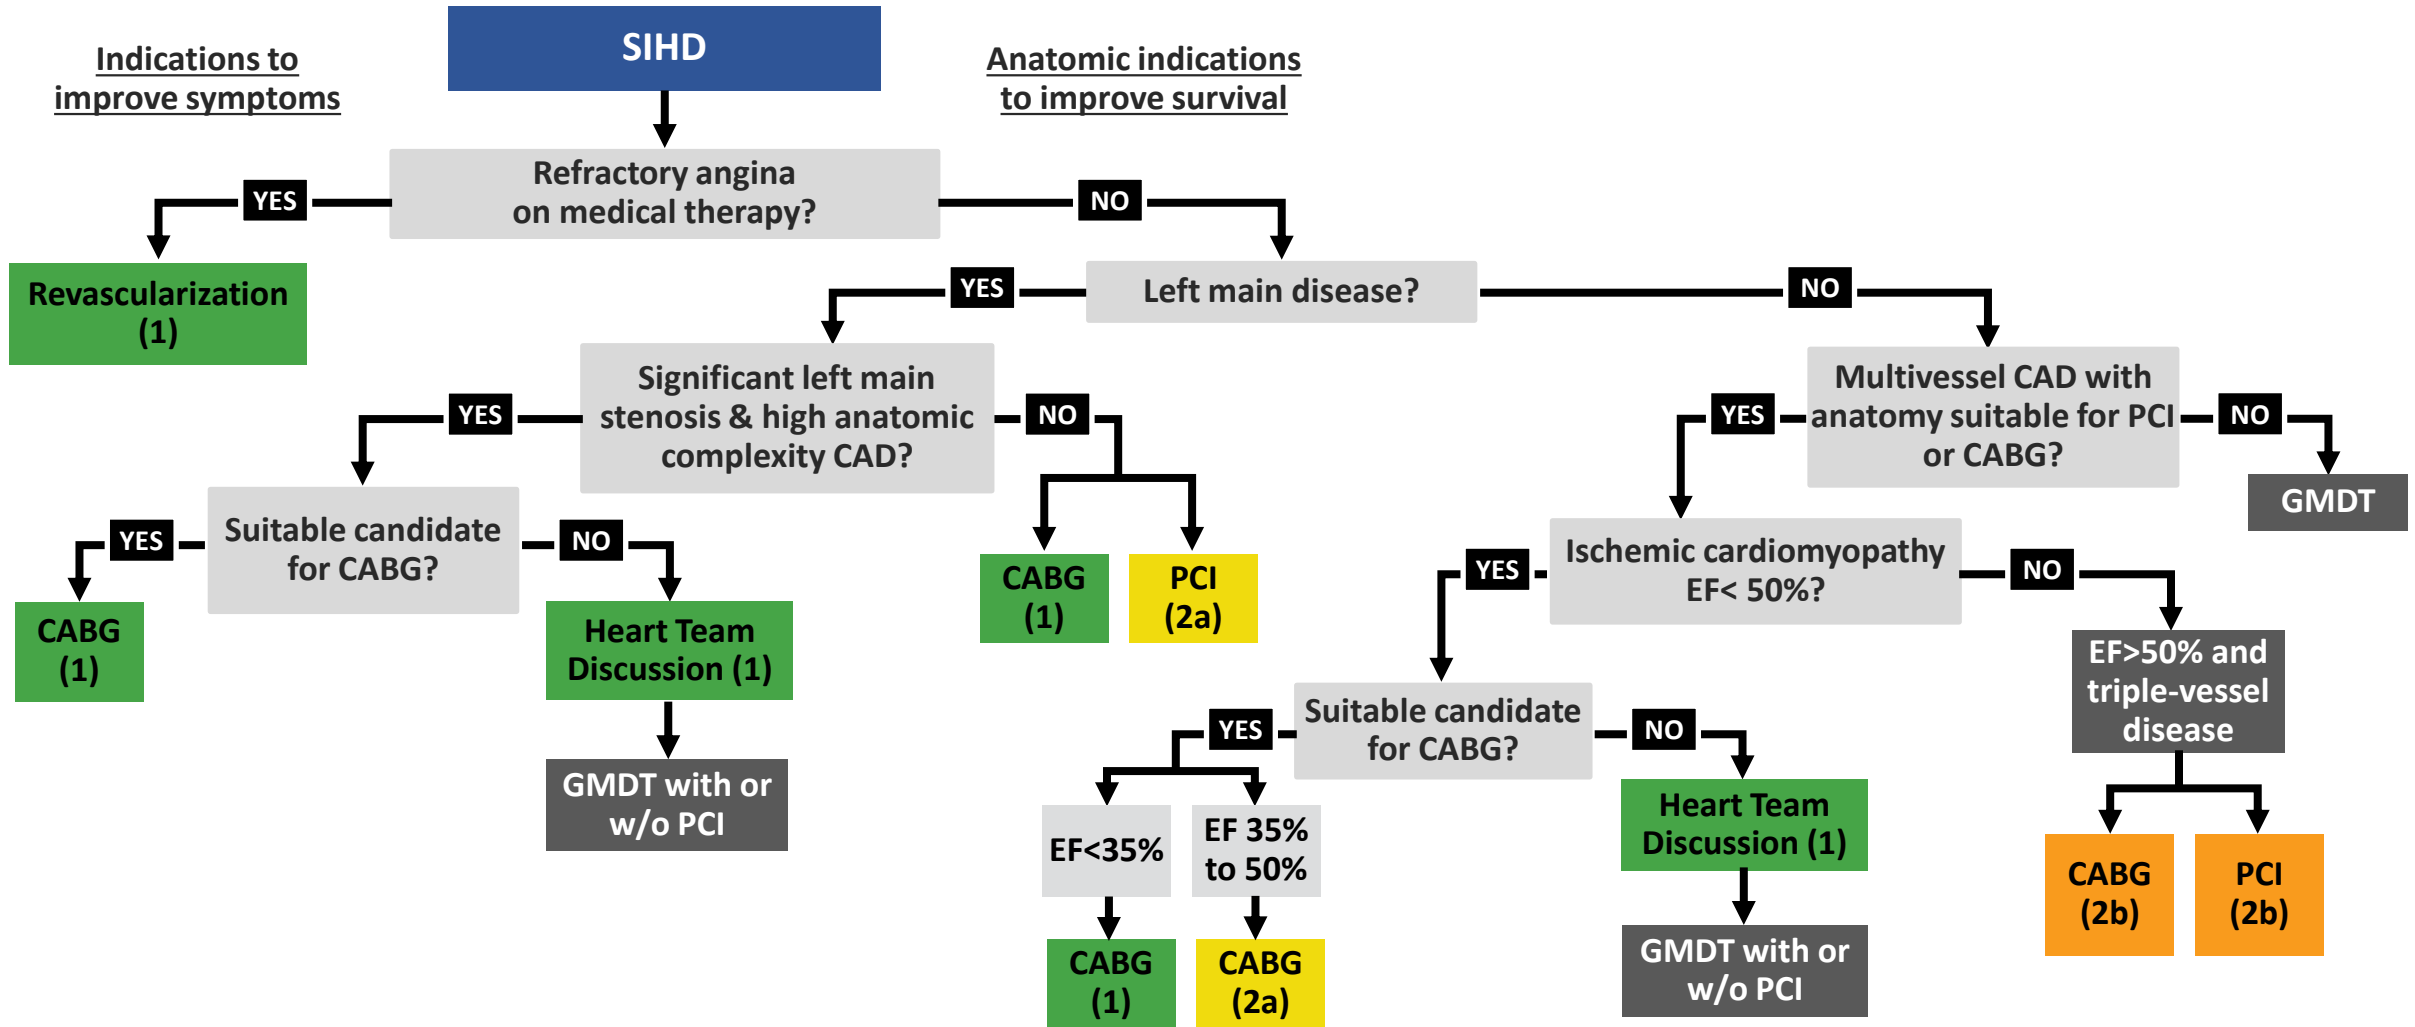 SIHD
Indications to
improve symptoms
Anatomic indications
to improve survival
Refractory angina
on medical therapy?
YES
NO
Revascularization
(1)
Left main disease?
YES
NO
Significant left main
stenosis & high anatomic
complexity CAD?
YES
NO
Multivessel CAD with
anatomy suitable for PCI
or CABG?
YES
NO
GMDT
Suitable candidate
for CABG?
YES
NO
CABG
(1)
Heart Team
Discussion (1)
GMDT with or
w/o PCI
CABG
(1)
PCI
(2a)
Ischemic cardiomyopathy
EF< 50%?
YES
NO
Suitable candidate
for CABG?
YES
NO
EF<35%
EF 35%
to 50%
CABG
(1)
CABG
(2a)
Heart Team
Discussion (1)
GMDT with or
w/o PCI
EF>50% and
triple-vessel
disease
CABG
(2b)
PCI
(2b)